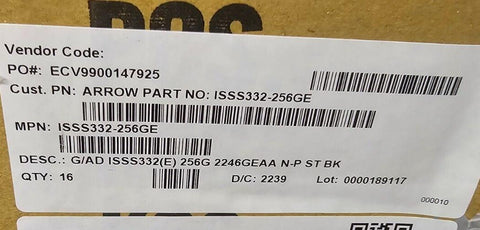 POS
Vendor Code:
PO#: ECV9900147925
Cust. PN: ARROW PART NO: ISSS332-256GE
MPN: ISSS332-256GE
DESC.: G/AD ISSS332(E) 256G 2246GEAA N-P ST BK
QTY: 16 D/C: 2239 Lot: 0000189117
000010